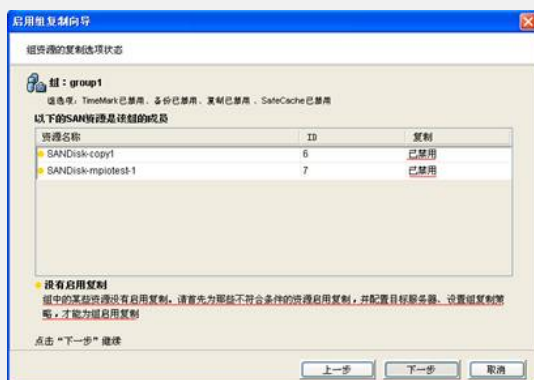 启用组复制向导
组资源的复制选项状态
组：group1
组选项：TimeMark已禁用、备份已禁用、复制已禁用、SafeCache已禁用
以下的SAN资源是该组的成员
资源名称 ID 复制
SANDisk-copy1 6 已禁用
SANDisk-mpiotest-1 7 已禁用
没有启用复制
组中的某些资源没有启用复制。请首先为那些不符合条件的资源启用复制，并配置目标服务器、设置组复制策
略，才能为组启用复制
点击“下一步”继续
上一步 下一步 取消